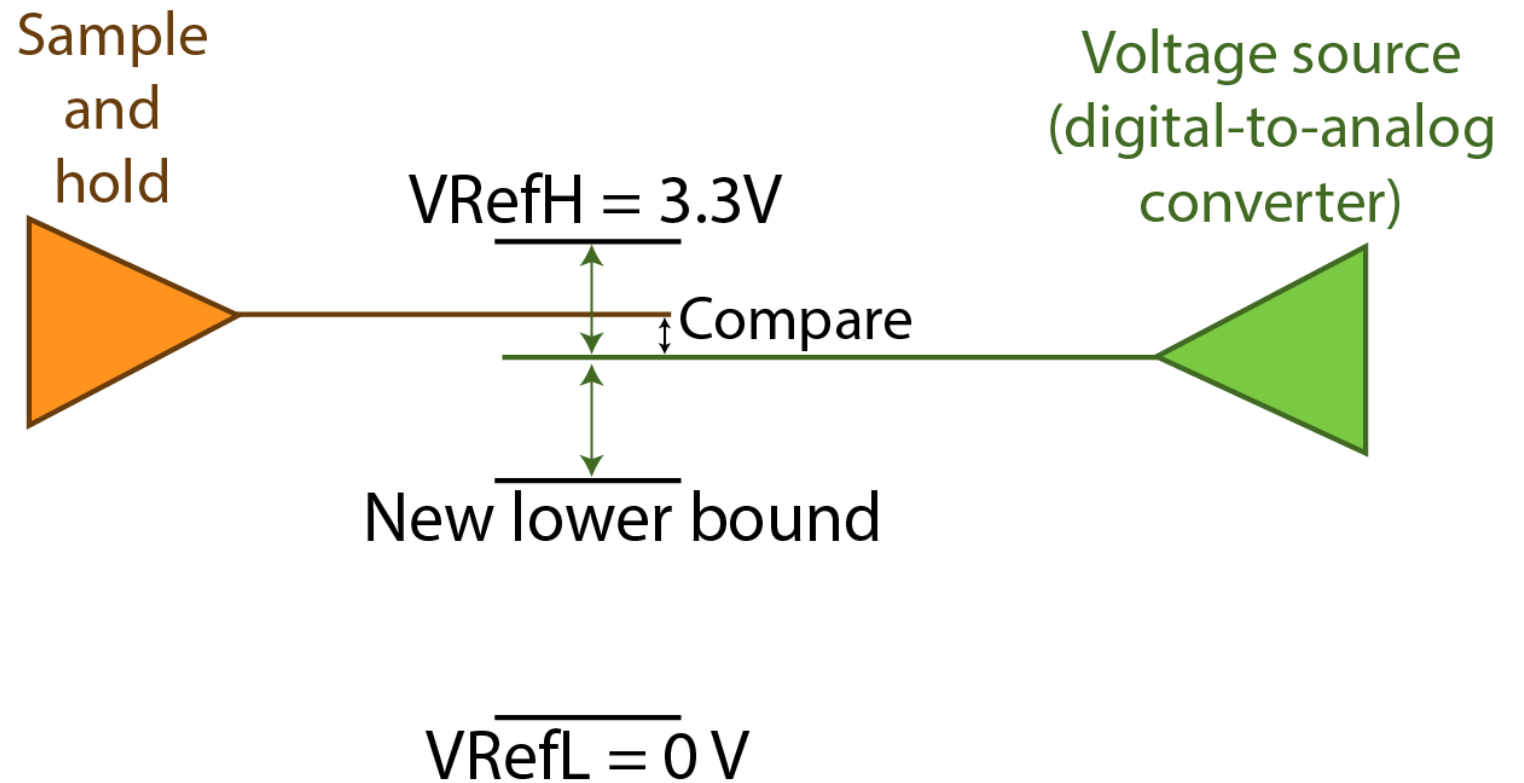 Sample
and
hold
Voltage source
(digital-to-analog
converter)
VRefH = 3.3V
Compare
New lower bound
VRefL = 0 V